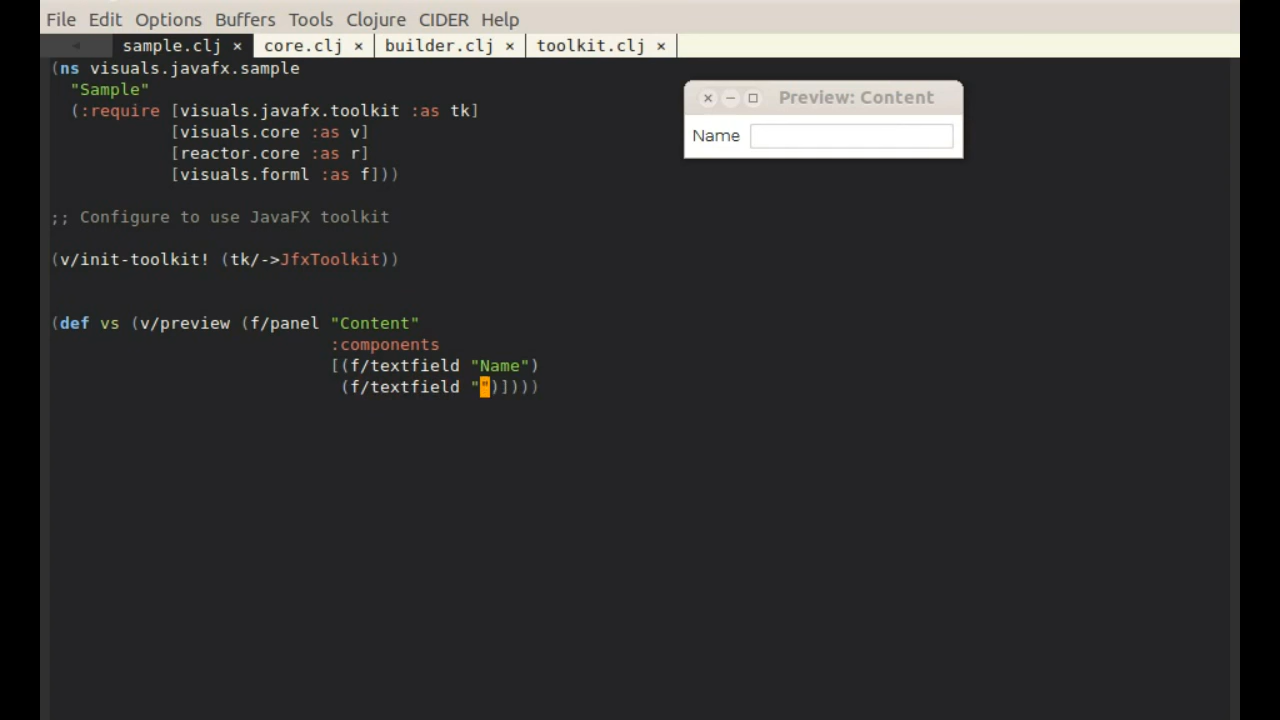 File Edit Options Buffers Tools Clojure CIDER Help
sample.clj × core.clj × builder.clj × toolkit.clj ×
(ns visuals.javafx.sample
  "Sample"
  (:require [visuals.javafx.toolkit :as tk]
            [visuals.core :as v]
            [reactor.core :as r]
            [visuals.forml :as f]))
Preview: Content
Name
;; Configure to use JavaFX toolkit
(v/init-toolkit! (tk/->JfxToolkit))
(def vs (v/preview (f/panel "Content"
                            :components
                            [(f/textfield "Name")
                             (f/textfield "")])))